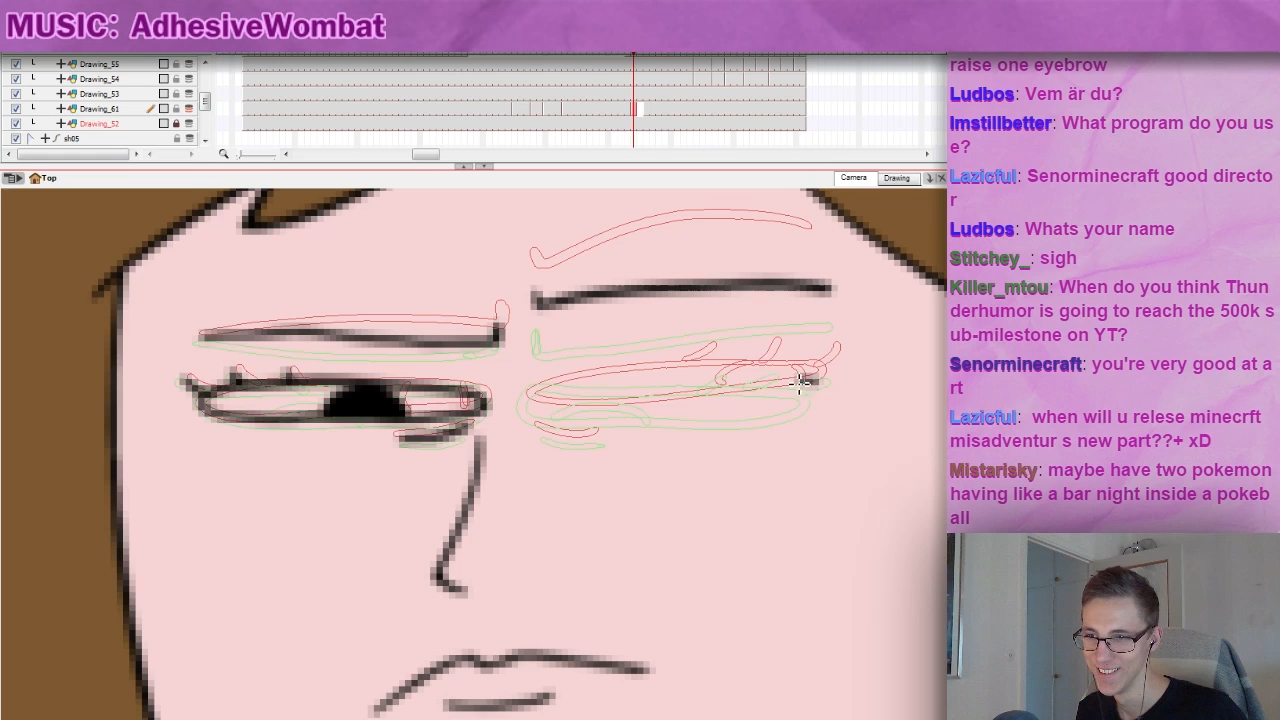 MUSIC: AdhesiveWombat
Drawing_55
Drawing_54
Drawing_53
Drawing_61
Drawing_52
sh05
Top
Camera
Drawing
raise one eyebrow
Ludbos: Vem är du?
Imstillbetter: What program do you us
e?
Lazicful: Senorminecraft good directo
r
Ludbos: Whats your name
Stitchey_: sigh
Killer_mtou: When do you think Thun
derhumor is going to reach the 500k s
ub-milestone on YT?
Senorminecraft: you're very good at a
rt
Lazicful: when will u relese minecrft
misadventur s new part??+ xD
Mistarisky: maybe have two pokemon
having like a bar night inside a pokeb
all